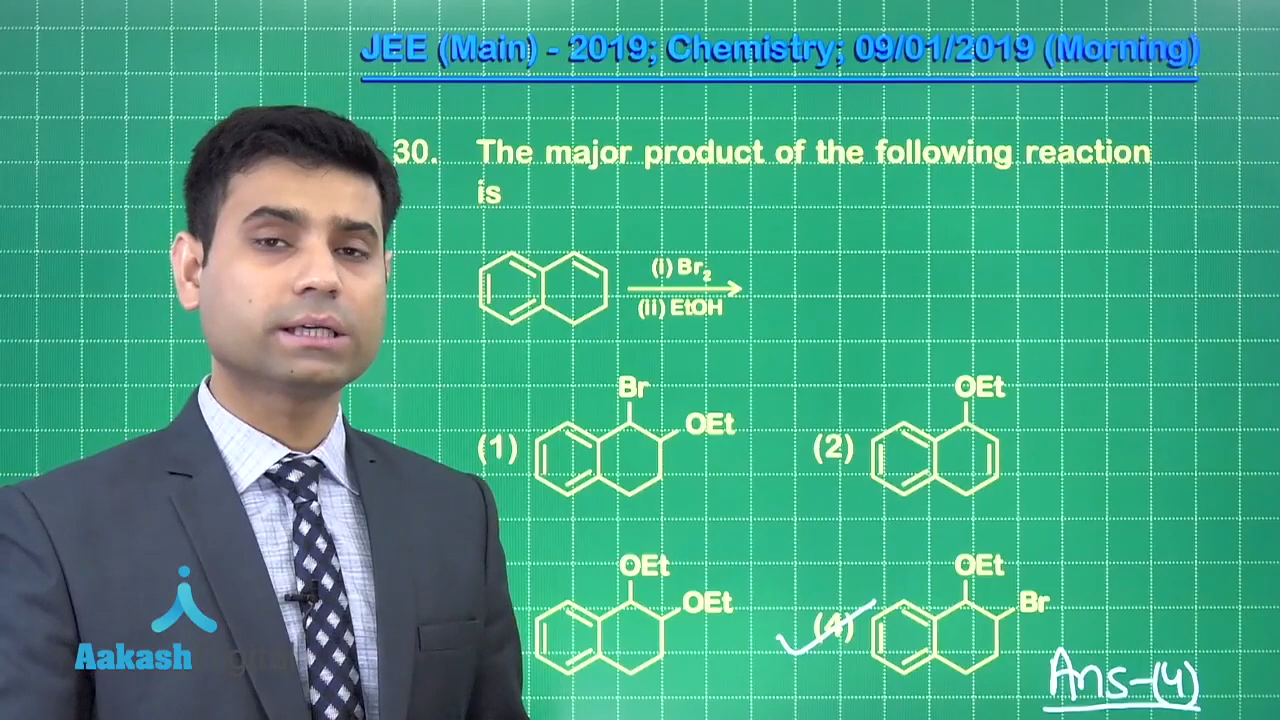 JEE (Main) - 2019; Chemistry; 09/01/2019 (Morning)
30. The major product of the following reaction
is
(i) Br₂
(ii) EtOH
Br
(1) OEt
OEt
(2)
OEt
OEt
OEt
(4) Br
Ans-(4)
Aakash